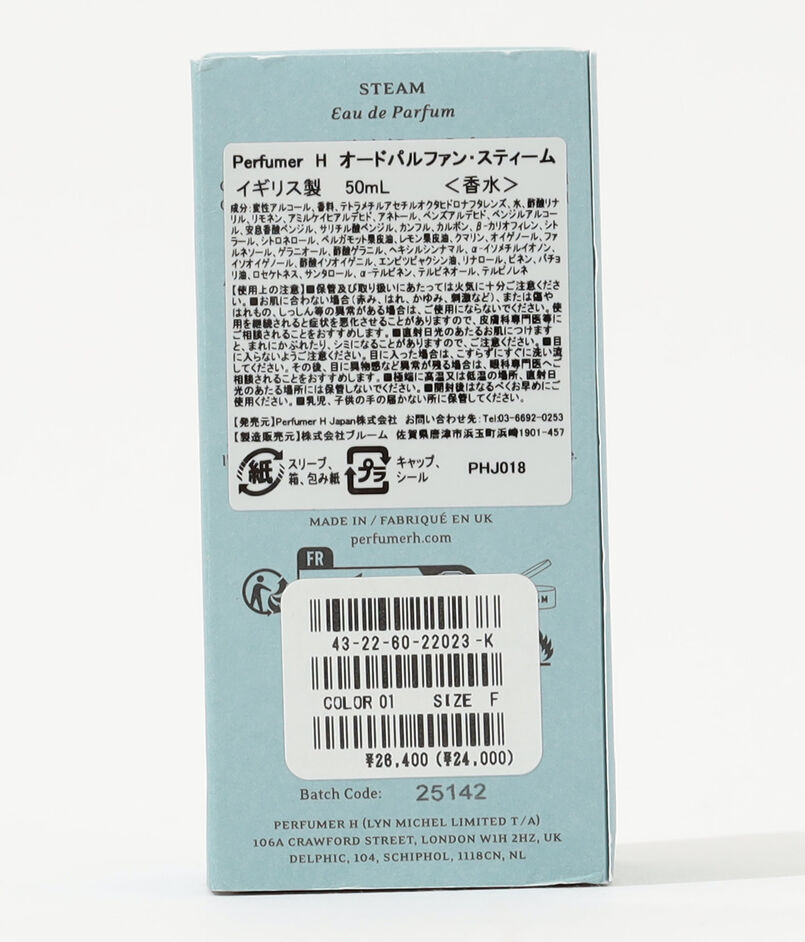 STEAM
Eau de Parfum
Perfumer H オードパルファン・スティーム
イギリス製 50mL <香水>
成分:変性アルコール、香料、テトラメチルアセチルオクタヒドロナフタレンズ、水、酢酸リナ
リル、リモネン、アミルケイヒアルデヒド、アネトール、ベンズアルデヒド、ベンジルアルコー
ル、安息香酸ベンジル、サリチル酸ベンジル、カンフル、カルボン、β-カリオフィレン、シト
ラール、シトロネロール、ベルガモット果皮油、レモン果皮油、クマリン、オイゲノール、ファ
ルネソール、ゲラニオール、酢酸ゲラニル、ヘキシルシンナマル、α-イソメチルイオノン、
イソオイゲノール、酢酸イソオイゲニル、エンピツビャクシン油、リナロール、ピネン、パチョ
リ油、ロセケトネス、サンタロール、α-テルピネン、テルピネオール、テルピノレネ
【使用上の注意】■保管及び取り扱いにあたっては火気に十分ご注意くださ
い。■お肌に合わない場合(赤み、はれ、かゆみ、刺激など)、または傷や
はれもの、しっしん等の異常がある場合は、ご使用にならないでください。使
用を継続されると症状を悪化させることがありますので、皮膚科専門医等に
ご相談されることをおすすめします。■直射日光のあたるお肌につけます
と、まれにかぶれたり、シミになることがありますので、ご注意ください。■目
に入らないようご注意ください。目に入った場合は、こすらずにすぐに洗い流
してください。その後、目に異物感など異常が残る場合は、眼科専門医へご
相談されることをおすすめします。■極端に高温又は低温の場所、直射日
光のあたる場所には保管しないでください。■開封後はなるべくお早めにご
使用ください。■乳児、子供の手の届かない所に保管してください。
【発売元】Perfumer H Japan株式会社 お問い合わせ先:Tel:03-6692-0253
【製造販売元】株式会社ブルーム 佐賀県唐津市浜玉町浜崎1901-457
紙 スリーブ、 プラ キャップ、 PHJ018
箱、包み紙 シール
MADE IN / FABRIQUÉ EN UK
perfumerh.com
FR
43-22-60-22023-K
COLOR 01 SIZE F
¥26,400 (¥24,000)
Batch Code: 25142
PERFUMER H (LYN MICHEL LIMITED T/A)
106A CRAWFORD STREET, LONDON W1H 2HZ, UK
DELPHIC, 104, SCHIPHOL, 1118CN, NL